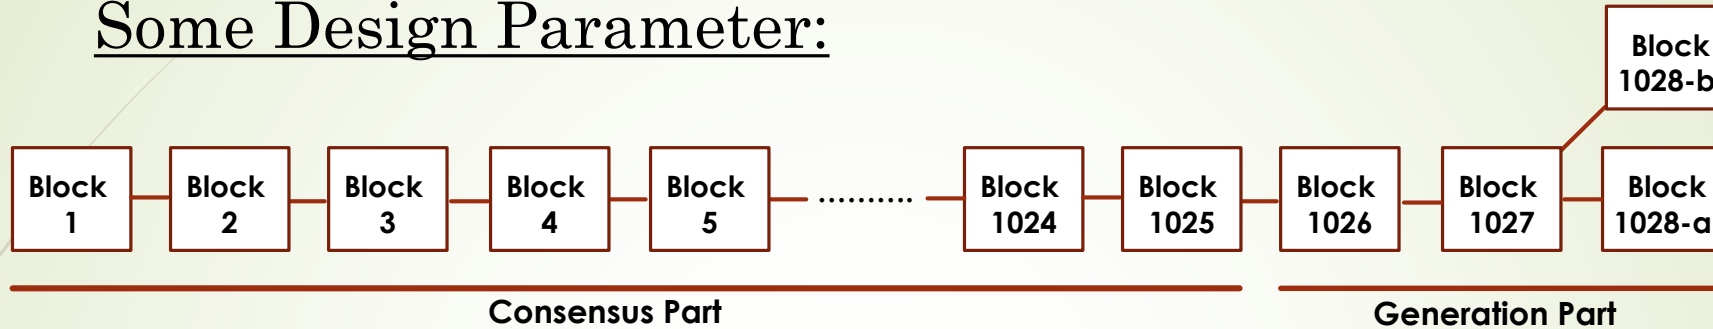 Some Design Parameter:
Block
1028-b
Block
1
Block
2
Block
3
Block
4
Block
5
..........
Block
1024
Block
1025
Block
1026
Block
1027
Block
1028-a
Consensus Part
Generation Part